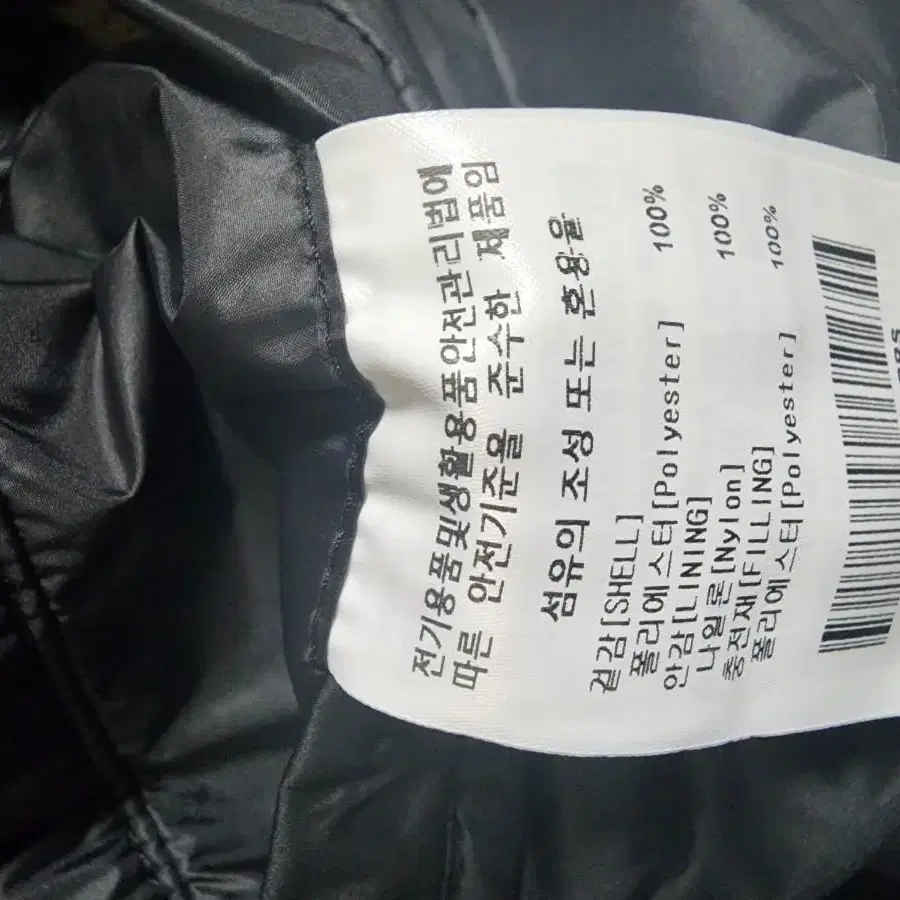 전기용품및생활용품안전관리법에
따른 안전기준을 준수한 제품임
섬유의 조성 또는 혼용율
겉감[SHELL]
폴리에스터[Polyester] 100%
안감[LINING]
나일론[Nylon] 100%
충전재[FILLING]
폴리에스터[Polyester] 100%